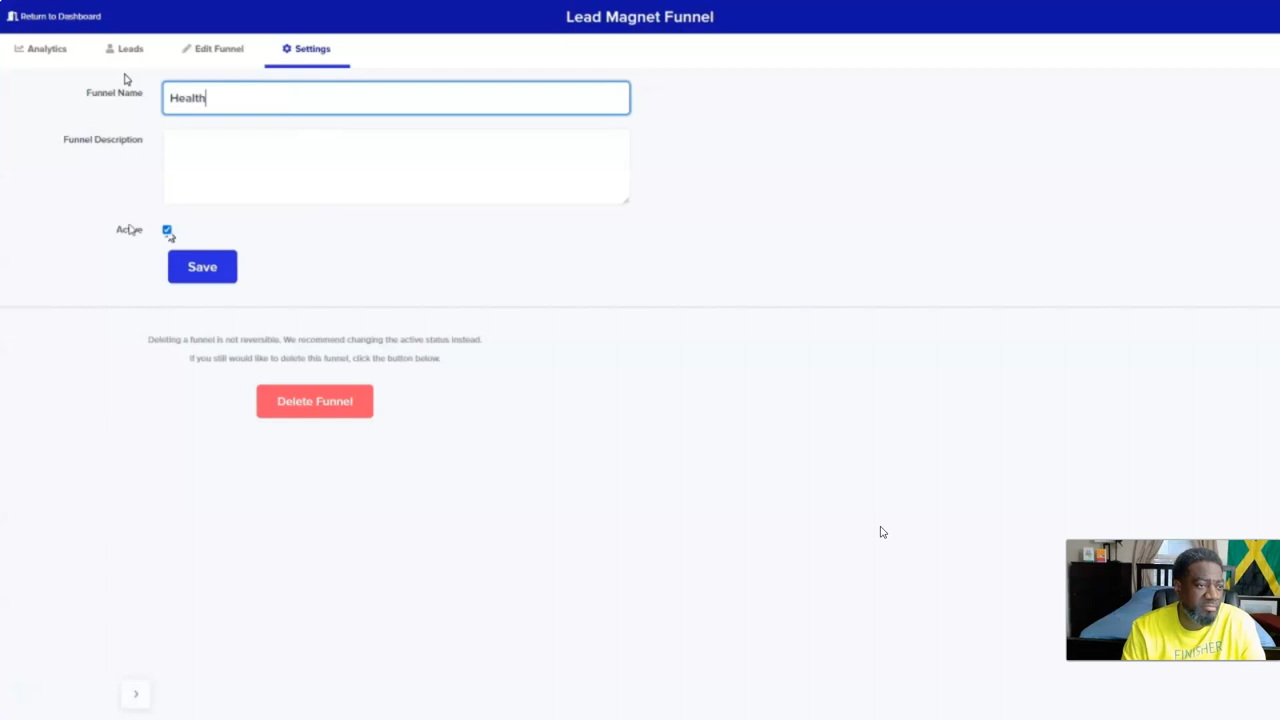 Return to Dashboard
Lead Magnet Funnel
Analytics
Leads
Edit Funnel
Settings
Funnel Name
Health
Funnel Description
Active
Save
Deleting a funnel is not reversible. We recommend changing the active status instead.
If you still would like to delete this funnel, click the button below.
Delete Funnel
FINISHER